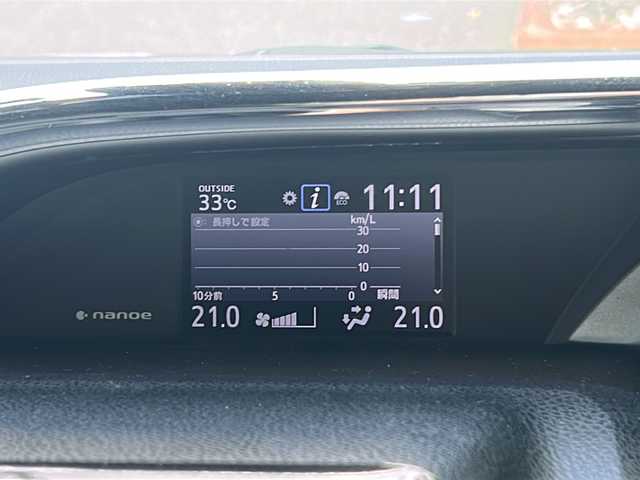 OUTSIDE
33℃
i
ECO
11:11
長押しで設定
km/L
30
20
10
0
10分前 5 0 瞬間
nanoe
21.0
21.0